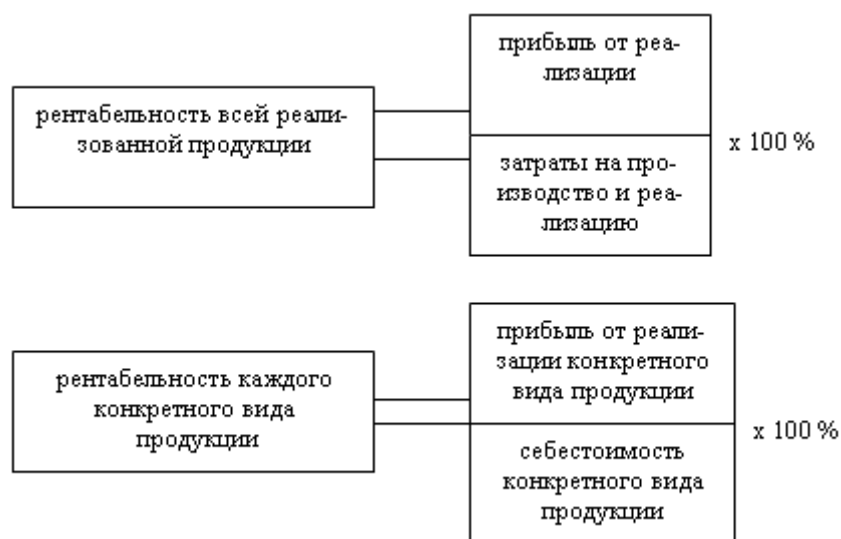 прибыль от реа-
лизации
рентабельность всей реали-
зованной продукции
х 100 %
затраты на про-
изводство и реа-
лизацию
прибыль от реали-
зации конкретного
вида продукции
рентабельность каждого
конкретного вида
продукции
х 100 %
себестоимость
конкретного вида
продукции